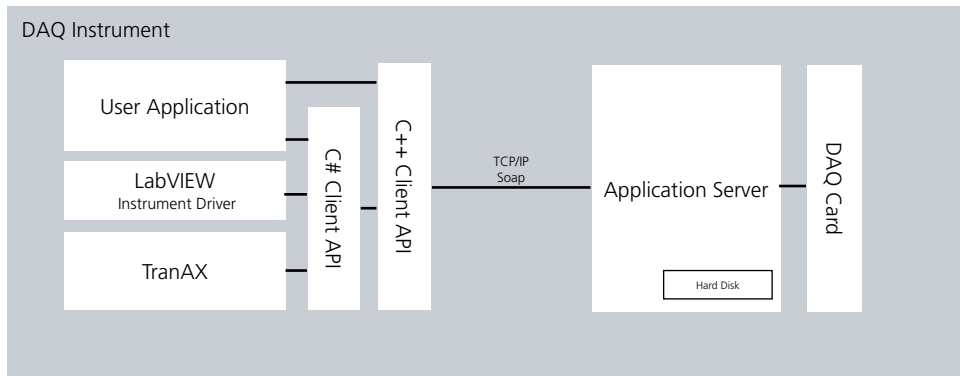 DAQ Instrument
User Application
LabVIEW
Instrument Driver
TranAX
C# Client API
C++ Client API
TCP/IP
Soap
Application Server
Hard Disk
DAQ Card